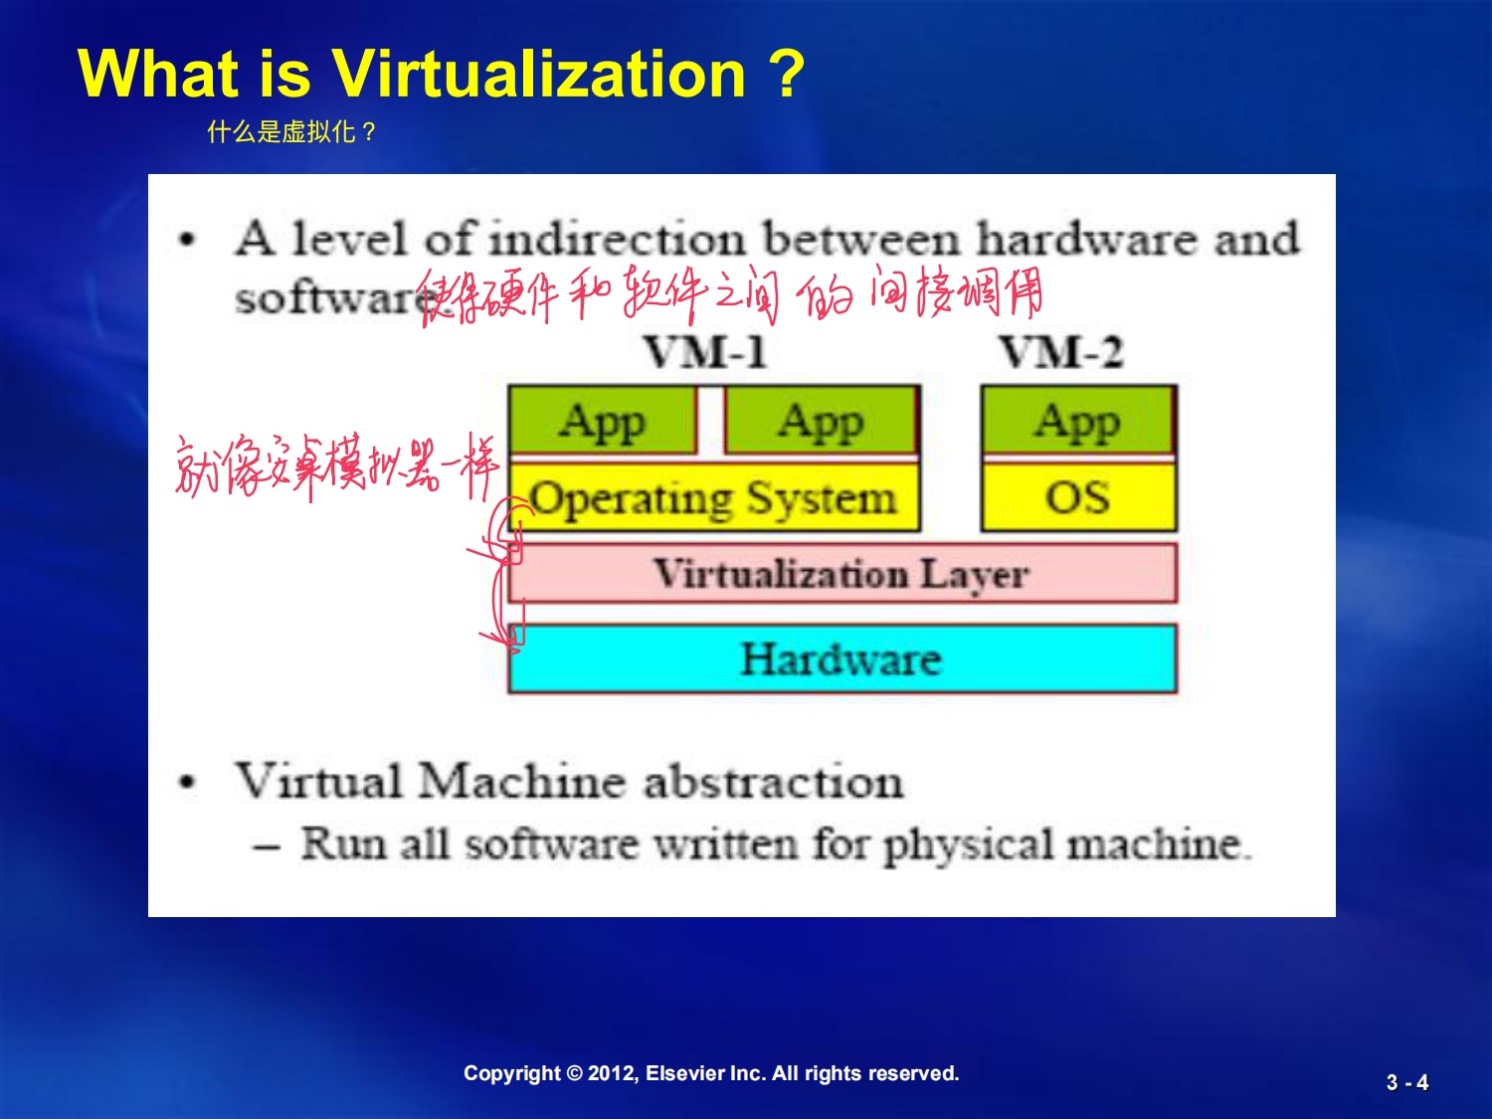 What is Virtualization ?
什么是虚拟化？
• A level of indirection between hardware and
software.
使得硬件和软件之间的间接调用
VM-1 VM-2
App App App
就像安卓模拟器一样
Operating System OS
Virtualization Layer
Hardware
• Virtual Machine abstraction
– Run all software written for physical machine.
Copyright © 2012, Elsevier Inc. All rights reserved.
3 - 4